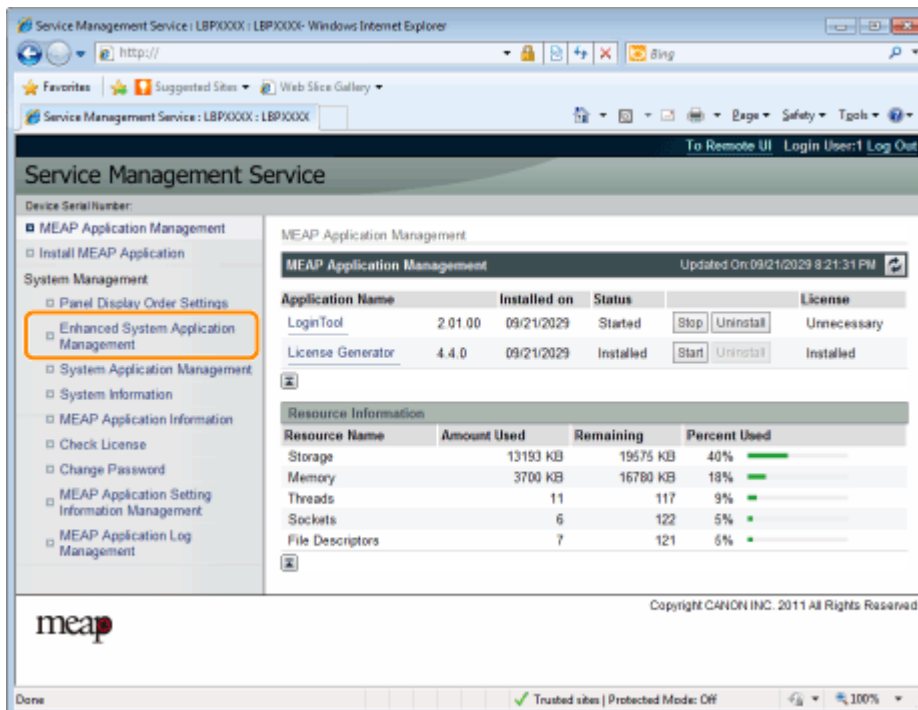 Service Management Service : LBPXXXX : LBPXXXX- Windows Internet Explorer
http://
Bing
Favorites Suggested Sites Web Slice Gallery
Service Management Service : LBPXXXX : LBPXXXX
Page Safety Tools
To Remote UI Login User:1 Log Out
Service Management Service
Device Serial Number:
MEAP Application Management
Install MEAP Application
System Management
Panel Display Order Settings
Enhanced System Application
Management
System Application Management
System Information
MEAP Application Information
Check License
Change Password
MEAP Application Setting
Information Management
MEAP Application Log
Management
MEAP Application Management
MEAP Application Management Updated On:09/21/2029 8:21:31 PM
Application Name Installed on Status License
LoginTool 2.01.00 09/21/2029 Started Stop Uninstall Unnecessary
License Generator 4.4.0 09/21/2029 Installed Start Uninstall Installed
Resource Information
Resource Name Amount Used Remaining Percent Used
Storage 13193 KB 19575 KB 40%
Memory 3700 KB 16780 KB 18%
Threads 11 117 9%
Sockets 6 122 5%
File Descriptors 7 121 6%
Copyright CANON INC. 2011 All Rights Reserved
meap
Done Trusted sites | Protected Mode: Off 100%